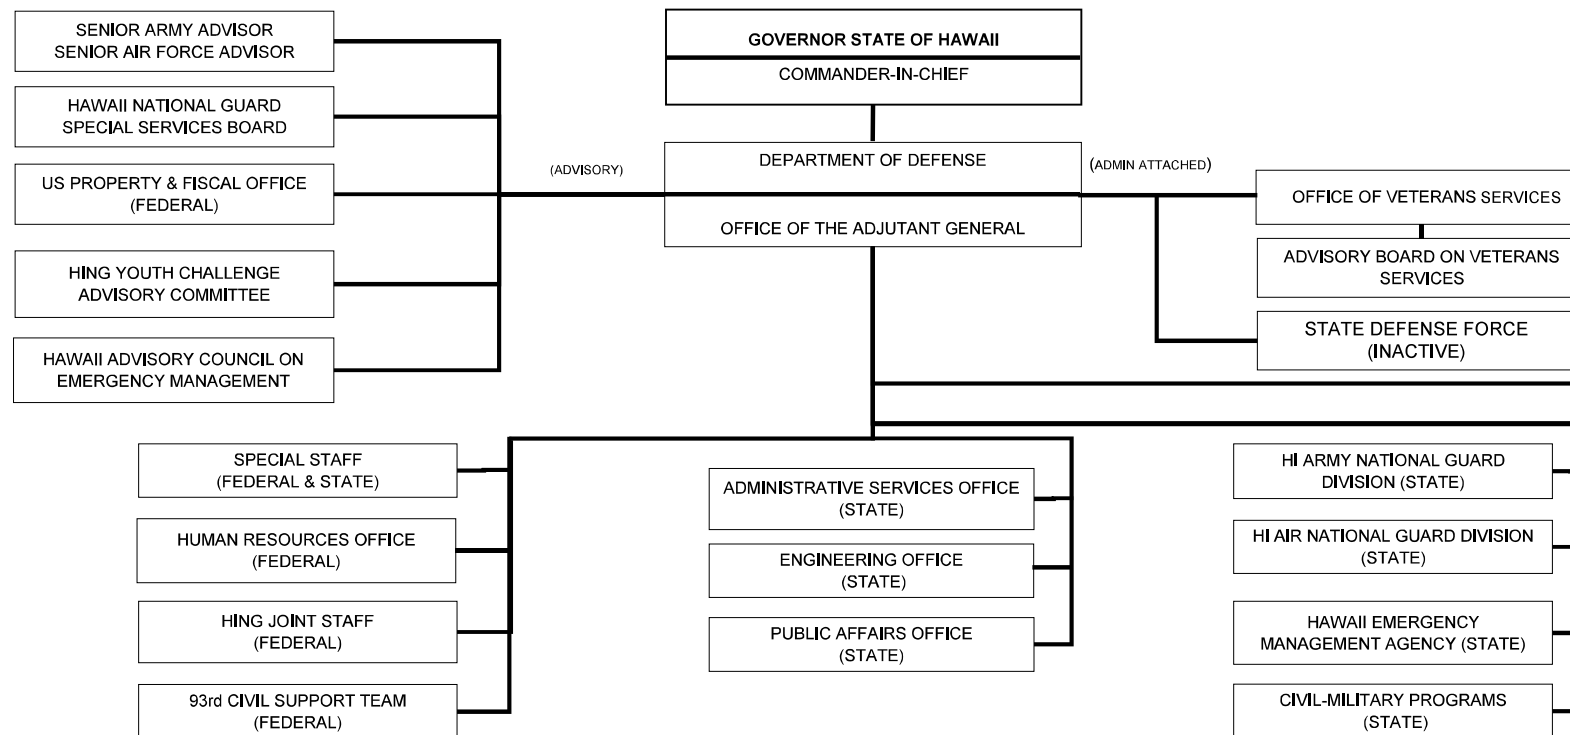 SENIOR ARMY ADVISOR
SENIOR AIR FORCE ADVISOR
HAWAII NATIONAL GUARD
SPECIAL SERVICES BOARD
US PROPERTY & FISCAL OFFICE
(FEDERAL)
HING YOUTH CHALLENGE
ADVISORY COMMITTEE
HAWAII ADVISORY COUNCIL ON
EMERGENCY MANAGEMENT
(ADVISORY)
GOVERNOR STATE OF HAWAII
COMMANDER-IN-CHIEF
DEPARTMENT OF DEFENSE
OFFICE OF THE ADJUTANT GENERAL
(ADMIN ATTACHED)
OFFICE OF VETERANS SERVICES
ADVISORY BOARD ON VETERANS
SERVICES
STATE DEFENSE FORCE
(INACTIVE)
SPECIAL STAFF
(FEDERAL & STATE)
HUMAN RESOURCES OFFICE
(FEDERAL)
HING JOINT STAFF
(FEDERAL)
93rd CIVIL SUPPORT TEAM
(FEDERAL)
ADMINISTRATIVE SERVICES OFFICE
(STATE)
ENGINEERING OFFICE
(STATE)
PUBLIC AFFAIRS OFFICE
(STATE)
HI ARMY NATIONAL GUARD
DIVISION (STATE)
HI AIR NATIONAL GUARD DIVISION
(STATE)
HAWAII EMERGENCY
MANAGEMENT AGENCY (STATE)
CIVIL-MILITARY PROGRAMS
(STATE)